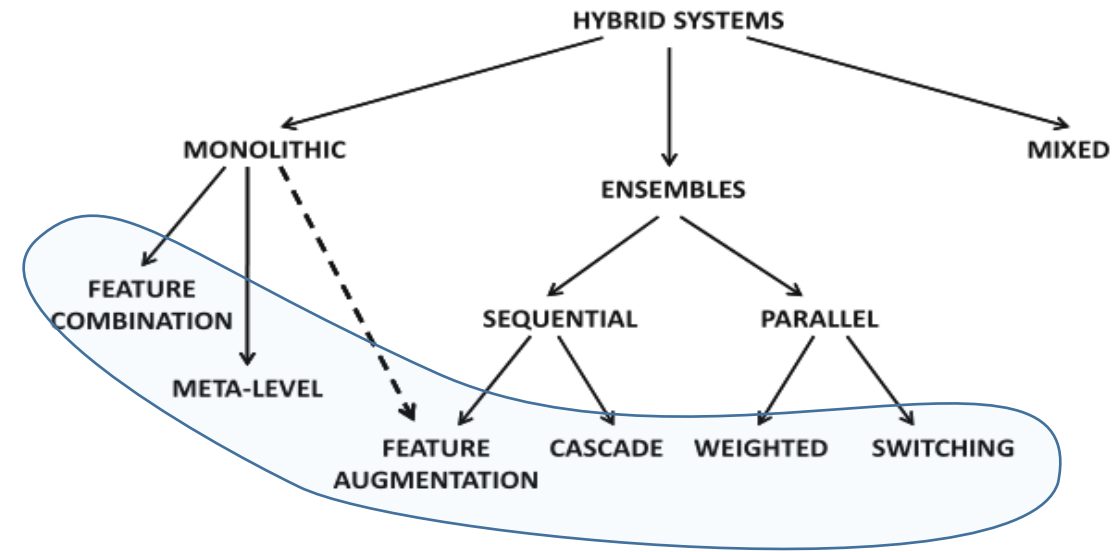 HYBRID SYSTEMS
MONOLITHIC
MIXED
ENSEMBLES
FEATURE
COMBINATION
SEQUENTIAL
PARALLEL
META-LEVEL
FEATURE
AUGMENTATION
CASCADE
WEIGHTED
SWITCHING